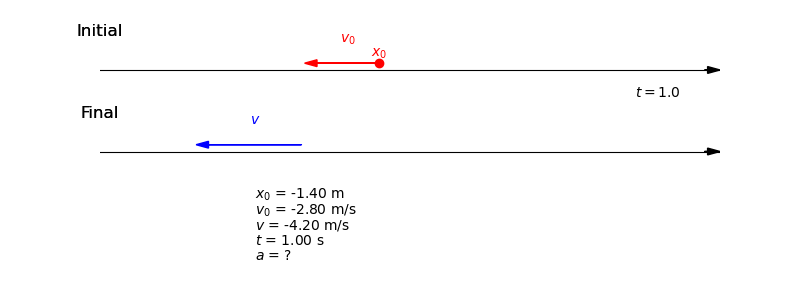 Initial
v₀
x₀
t = 1.0
Final
v
x₀ = -1.40 m
v₀ = -2.80 m/s
v = -4.20 m/s
t = 1.00 s
a = ?